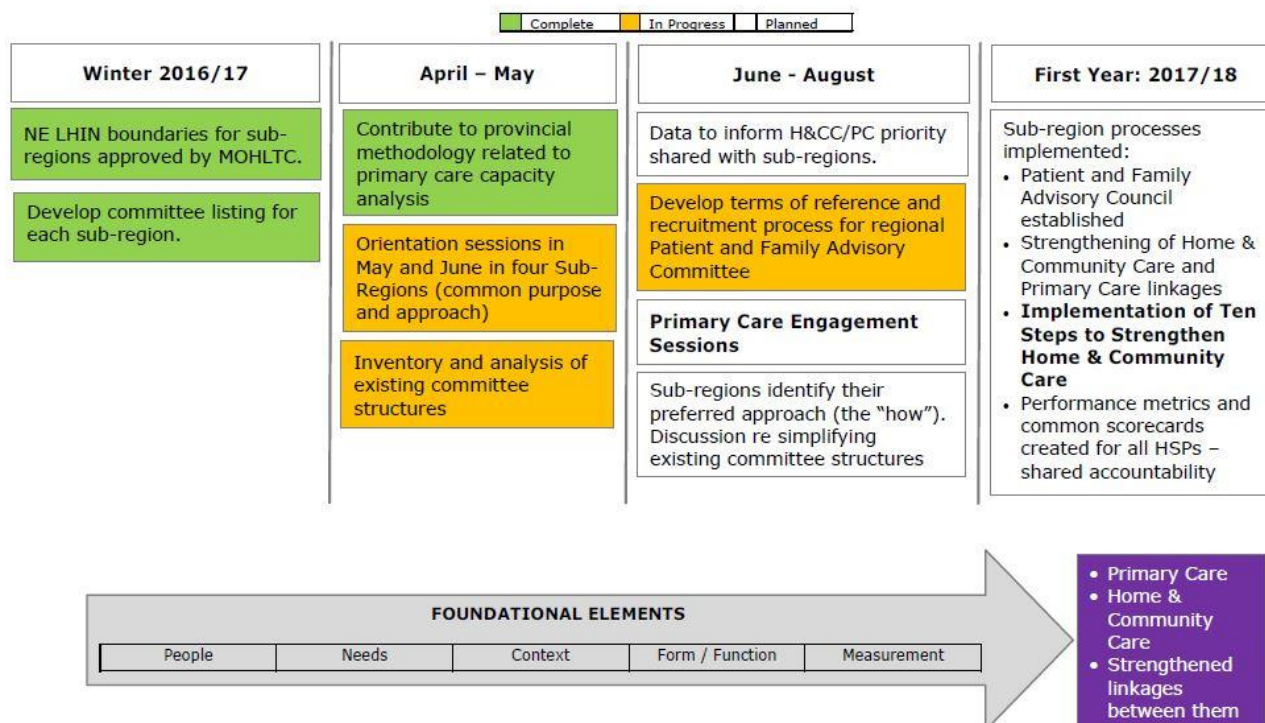 Complete In Progress Planned
Winter 2016/17
NE LHIN boundaries for sub-
regions approved by MOHLTC.
Develop committee listing for
each sub-region.
April – May
Contribute to provincial
methodology related to
primary care capacity
analysis
Orientation sessions in
May and June in four Sub-
Regions (common purpose
and approach)
Inventory and analysis of
existing committee
structures
June - August
Data to inform H&CC/PC priority
shared with sub-regions.
Develop terms of reference and
recruitment process for regional
Patient and Family Advisory
Committee
Primary Care Engagement
Sessions
Sub-regions identify their
preferred approach (the “how”).
Discussion re simplifying
existing committee structures
First Year: 2017/18
Sub-region processes
implemented:
• Patient and Family
Advisory Council
established
• Strengthening of Home &
Community Care and
Primary Care linkages
• Implementation of Ten
Steps to Strengthen
Home & Community
Care
• Performance metrics and
common scorecards
created for all HSPs –
shared accountability
FOUNDATIONAL ELEMENTS
People Needs Context Form / Function Measurement
• Primary Care
• Home &
Community
Care
• Strengthened
linkages
between them